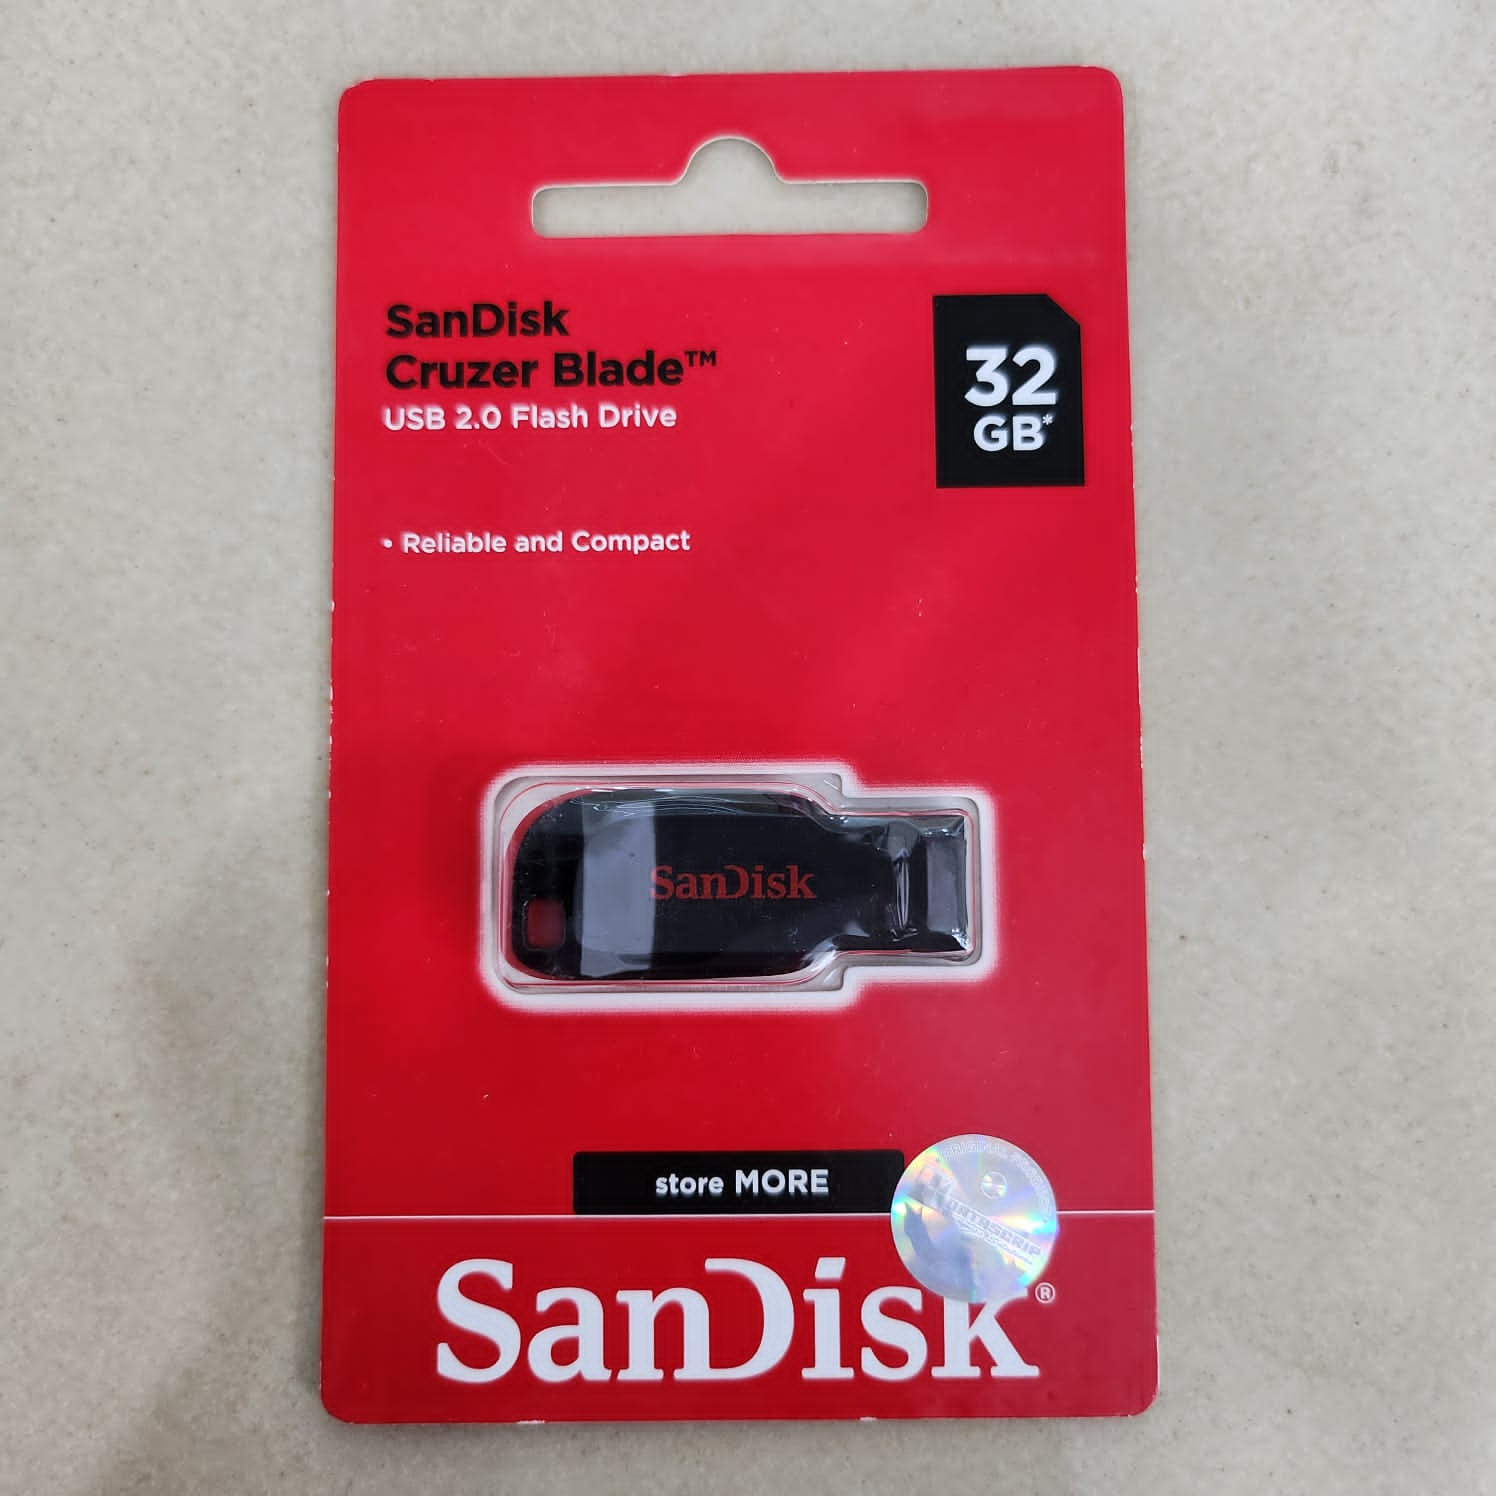 SanDisk
Cruzer Blade™
USB 2.0 Flash Drive
32
GB*
• Reliable and Compact
SanDisk
store MORE
SanDisk®